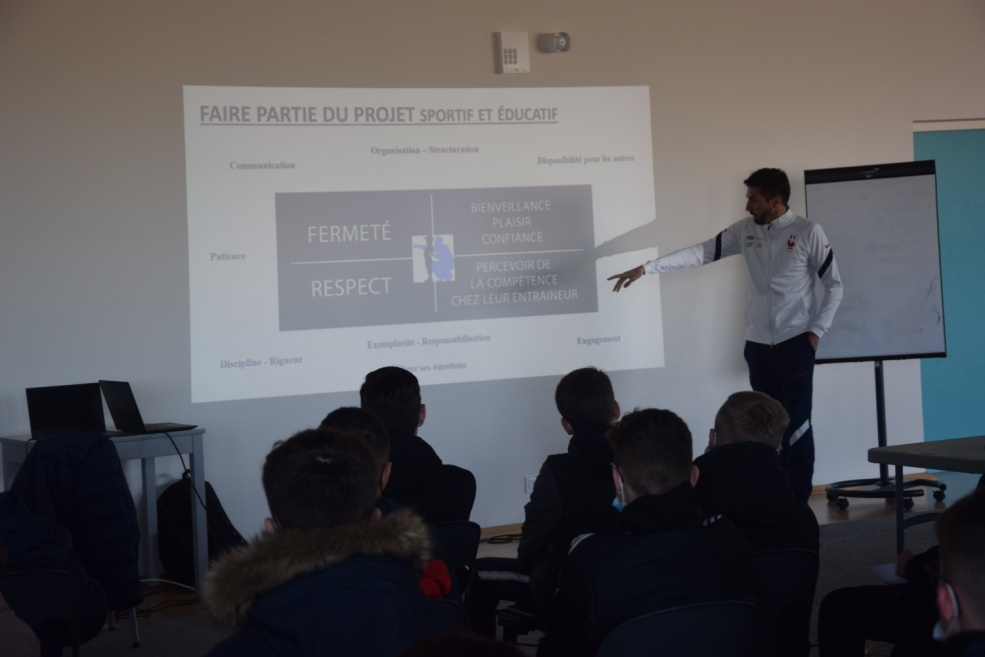 FAIRE PARTIE DU PROJET SPORTIF ET ÉDUCATIF
Organisation – Structuration
Communication
Disponibilité pour les autres
FERMETÉ
BIENVEILLANCE
PLAISIR
CONFIANCE
Patience
RESPECT
PERCEVOIR DE
LA COMPÉTENCE
CHEZ LEUR ENTRAINEUR
Exemplarité - Responsabilisation
Engagement
Discipline - Rigueur
ses émotions